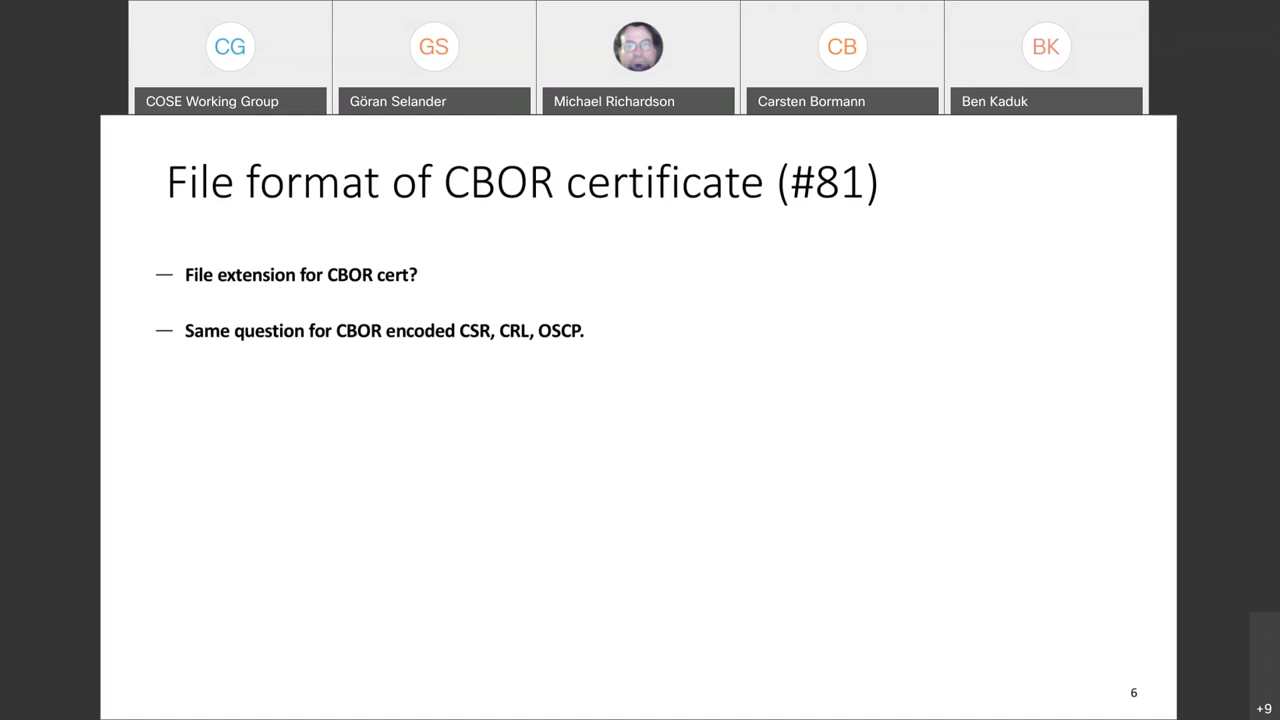 CG
GS
CB
BK
COSE Working Group
Göran Selander
Michael Richardson
Carsten Bormann
Ben Kaduk
File format of CBOR certificate (#81)
— File extension for CBOR cert?
— Same question for CBOR encoded CSR, CRL, OSCP.
6
+9